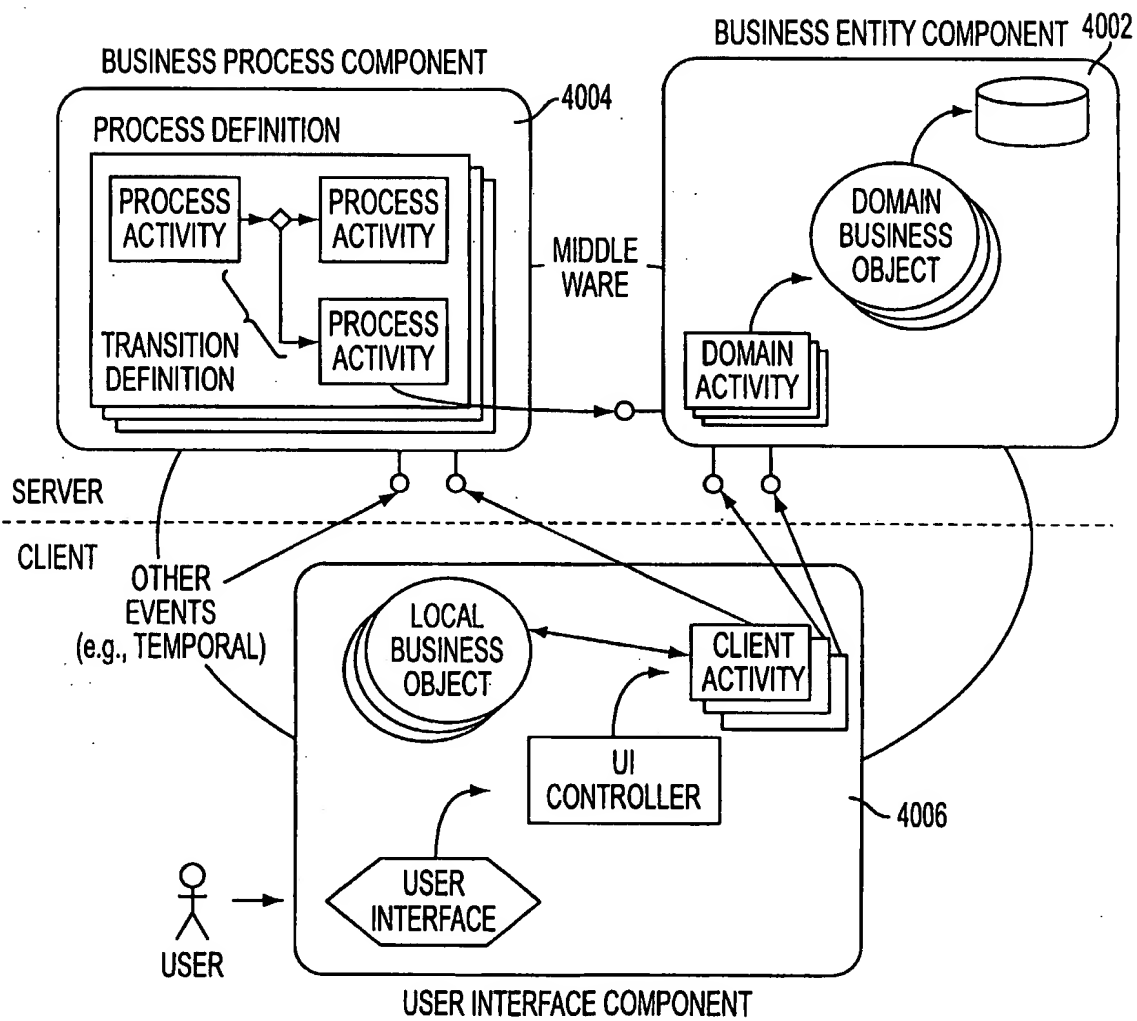 BUSINESS PROCESS COMPONENT
4004
PROCESS DEFINITION
PROCESS
ACTIVITY
PROCESS
ACTIVITY
PROCESS
ACTIVITY
TRANSITION
DEFINITION
MIDDLE
WARE
BUSINESS ENTITY COMPONENT
4002
DOMAIN
BUSINESS
OBJECT
DOMAIN
ACTIVITY
SERVER
CLIENT
OTHER
EVENTS
(e.g., TEMPORAL)
LOCAL
BUSINESS
OBJECT
CLIENT
ACTIVITY
UI
CONTROLLER
4006
USER
INTERFACE
USER
USER INTERFACE COMPONENT